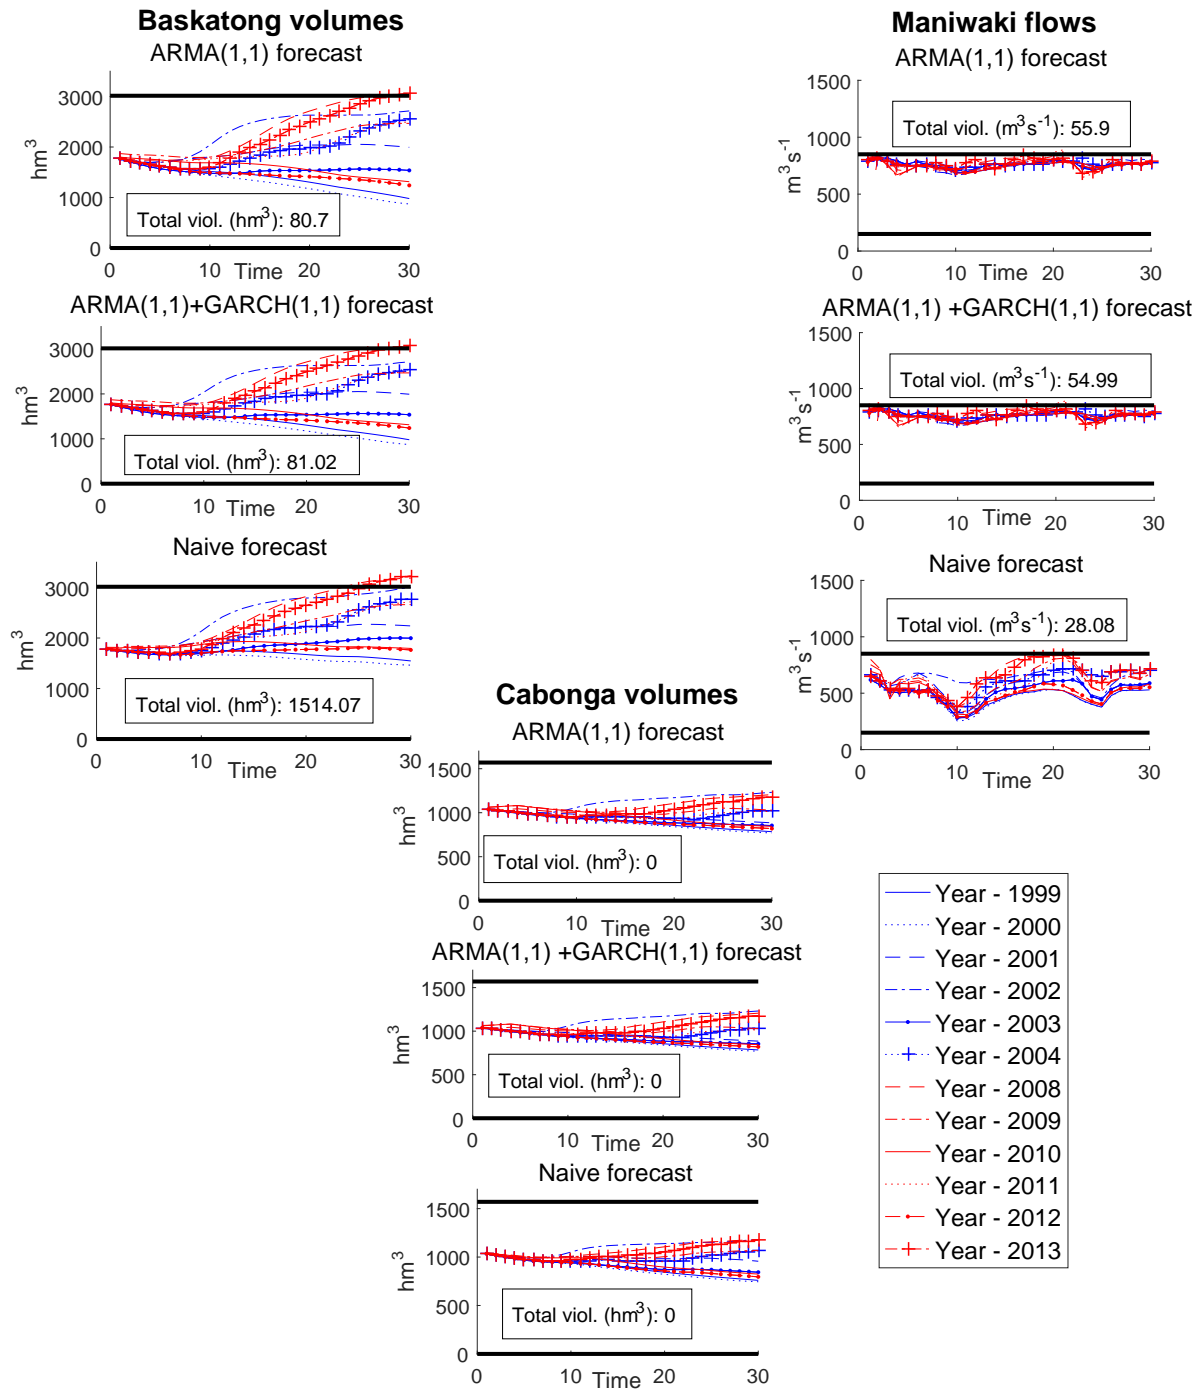 Baskatong volumes
ARMA(1,1) forecast
3000
2000
1000
0
hm³
Total viol. (hm³): 80.7
0 10 20 30
Time
ARMA(1,1)+GARCH(1,1) forecast
3000
2000
1000
0
hm³
Total viol. (hm³): 81.02
0 10 20 30
Time
Naive forecast
3000
2000
1000
0
hm³
Total viol. (hm³): 1514.07
0 10 20 30
Time
Cabonga volumes
ARMA(1,1) forecast
1500
1000
500
0
hm³
Total viol. (hm³): 0
0 10 20 30
Time
ARMA(1,1) +GARCH(1,1) forecast
1500
1000
500
0
hm³
Total viol. (hm³): 0
0 10 20 30
Time
Naive forecast
1500
1000
500
0
hm³
Total viol. (hm³): 0
0 10 20 30
Time
Maniwaki flows
ARMA(1,1) forecast
1500
1000
500
0
m³s⁻¹
Total viol. (m³s⁻¹): 55.9
0 10 20 30
Time
ARMA(1,1) +GARCH(1,1) forecast
1500
1000
500
0
m³s⁻¹
Total viol. (m³s⁻¹): 54.99
0 10 20 30
Time
Naive forecast
1500
1000
500
0
m³s⁻¹
Total viol. (m³s⁻¹): 28.08
0 10 20 30
Time
Year - 1999
Year - 2000
Year - 2001
Year - 2002
Year - 2003
Year - 2004
Year - 2008
Year - 2009
Year - 2010
Year - 2011
Year - 2012
Year - 2013